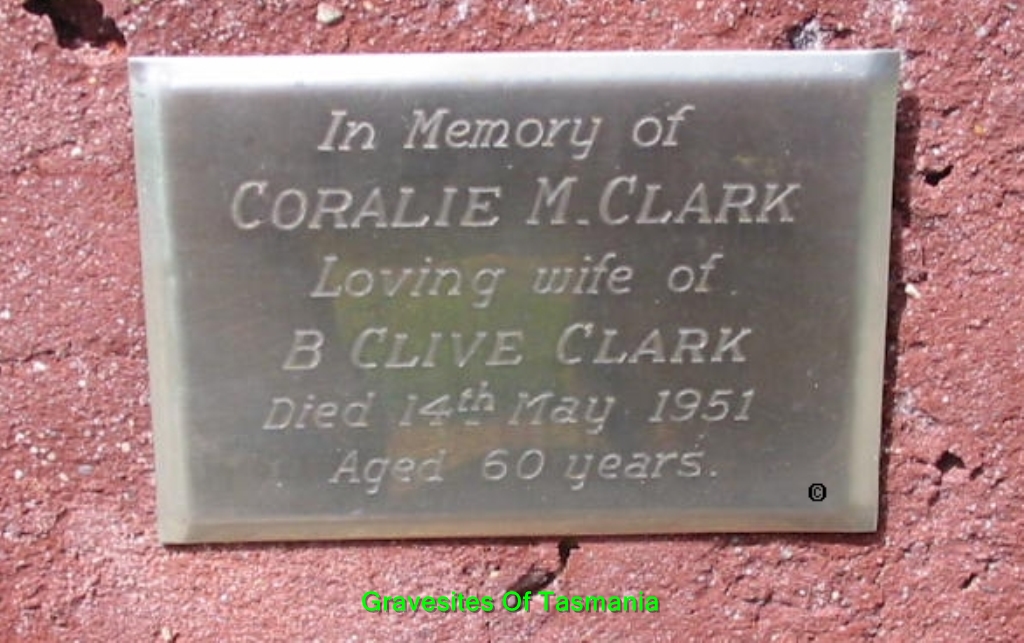 In Memory of
CORALIE M. CLARK
Loving wife of
B CLIVE CLARK
Died 14th May 1951
Aged 60 years.
©
Gravesites Of Tasmania